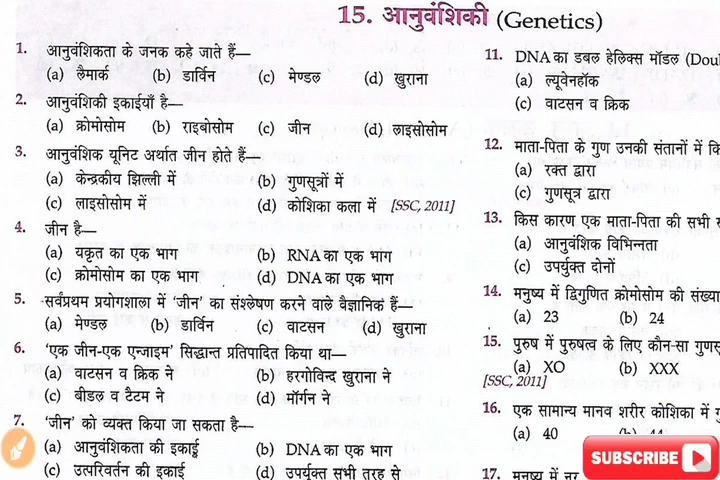 15. आनुवंशिकी (Genetics)
1. आनुवंशिकता के जनक कहे जाते हैं—
(a) लैमार्क (b) डार्विन (c) मेण्डल (d) खुराना
2. आनुवंशिकी इकाईयाँ है—
(a) क्रोमोसोम (b) राइबोसोम (c) जीन (d) लाइसोसोम
3. आनुवंशिक यूनिट अर्थात जीन होते हैं—
(a) केन्द्रकीय झिल्ली में (b) गुणसूत्रों में
(c) लाइसोसोम में (d) कोशिका कला में [SSC, 2011]
4. जीन है—
(a) यकृत का एक भाग (b) RNA का एक भांग
(c) क्रोमोसोम का एक भाग (d) DNA का एक भाग
5. सर्वप्रथम प्रयोगशाला में 'जीन' का संश्लेषण करने वाले वैज्ञानिक हैं—
(a) मेण्डल (b) डार्विन (c) वाटसन (d) खुराना
6. 'एक जीन-एक एन्जाइम' सिद्धान्त प्रतिपादित किया था—
(a) वाटसन व क्रिक ने (b) हरगोविन्द खुराना ने
(c) बीडल व टैटम ने (d) मॉर्गन ने
7. 'जीन' को व्यक्त किया जा सकता है—
(a) आनुवंशिकता की इकाई (b) DNA का एक भाग
(c) उत्परिवर्तन की इकाई (d) उपर्युक्त सभी तरह से
11. DNA का डबल हेलिक्स मॉडल (Dou
(a) ल्यूवेनहॉक
(c) वाटसन व क्रिक
12. माता-पिता के गुण उनकी संतानों में
(a) रक्त द्वारा
(c) गुणसूत्र द्वारा
13. किस कारण एक माता-पिता की सभी
(a) आनुवंशिक विभिन्नता
(c) उपर्युक्त दोनों
14. मनुष्य में द्विगुणित क्रोमोसोम की संख्या
(a) 23 (b) 24
15. पुरुष में पुरुषत्व के लिए कौन-सा
(a) XO (b) XXX
[SSC, 2011]
16. एक सामान्य मानव शरीर कोशिका में
(a) 40 (b) 44
17. मनुष्य में नर
SUBSCRIBE